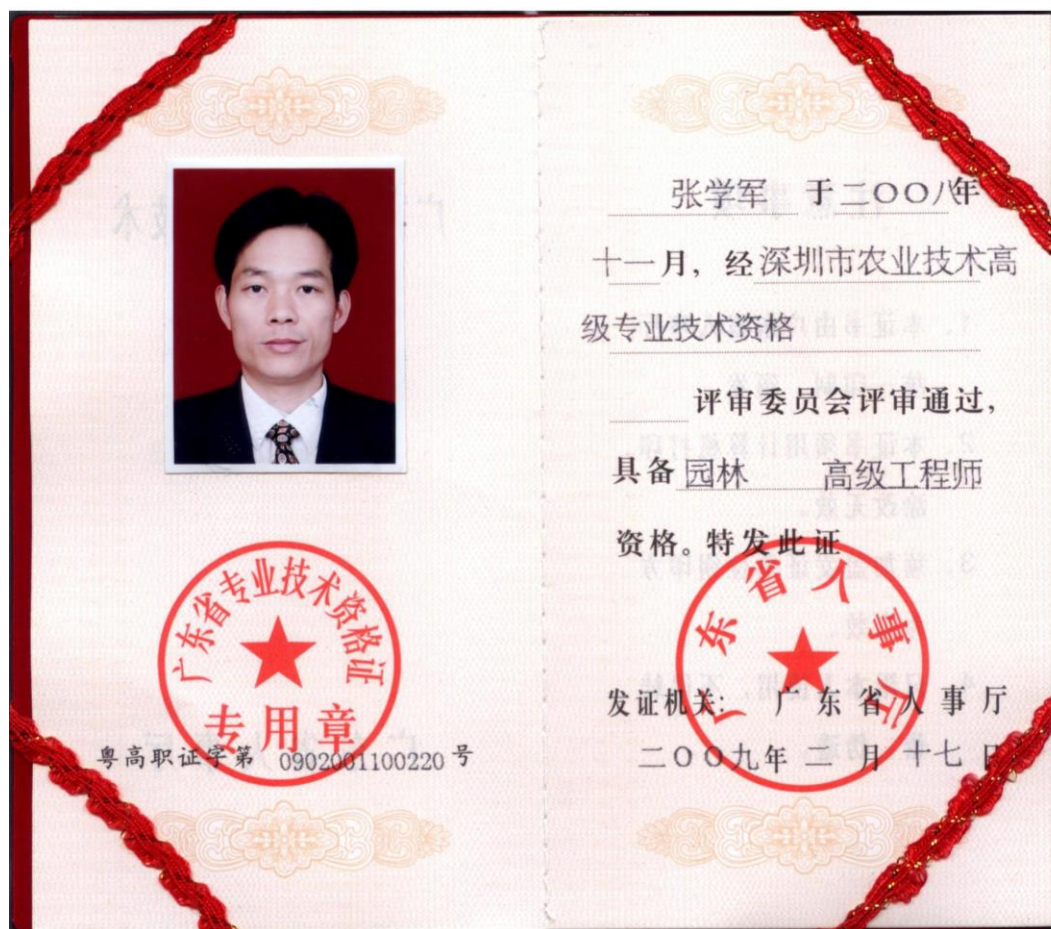 广东省专业技术资格证
专用章
粤高职证字第 0902001100220 号
张学军 于二〇〇八年
十一月，经深圳市农业技术高
级专业技术资格
评审委员会评审通过，
具备 园林 高级工程师
资格。特发此证
广东省人事厅
发证机关： 广东省人事厅
二〇〇九年 二 月 十七 日